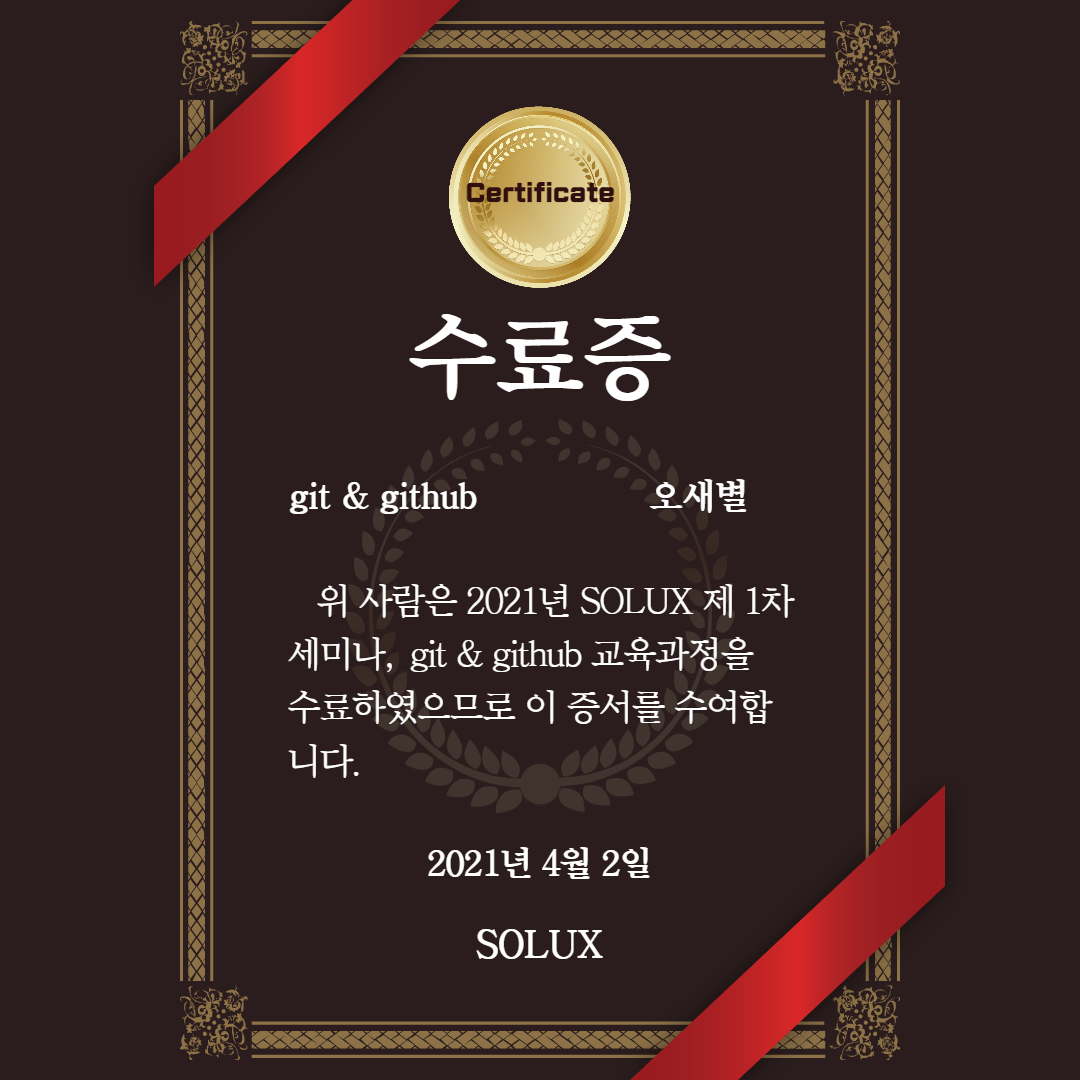 Certificate
수료증
git & github 오새별
위 사람은 2021년 SOLUX 제 1차
세미나, git & github 교육과정을
수료하였으므로 이 증서를 수여합
니다.
2021년 4월 2일
SOLUX